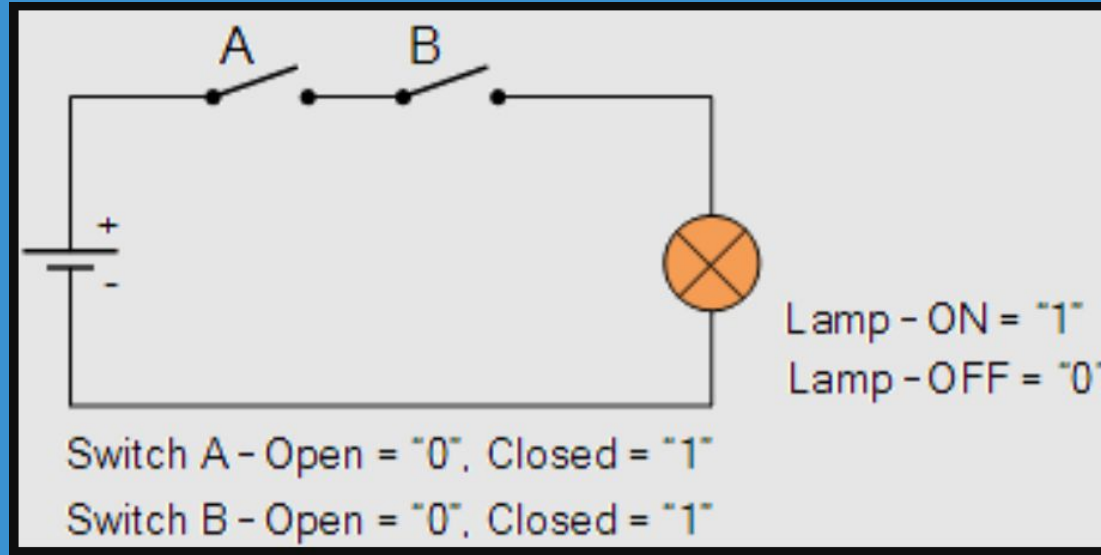 A B
+
-
Lamp - ON = "1"
Lamp - OFF = "0"
Switch A - Open = "0", Closed = "1"
Switch B - Open = "0", Closed = "1"